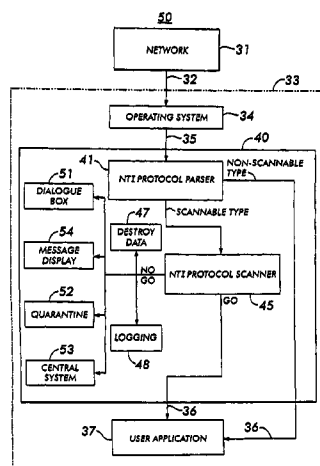 50
NETWORK
31
32
33
OPERATING SYSTEM
34
35
40
41
NTI PROTOCOL PARSER
NON-SCANNABLE
TYPE
51
DIALOGUE
BOX
47
DESTROY
DATA
SCANNABLE TYPE
54
MESSAGE
DISPLAY
NO
GO
NTI PROTOCOL SCANNER
45
GO
52
QUARANTINE
LOGGING
48
53
CENTRAL
SYSTEM
36
37
USER APPLICATION
36